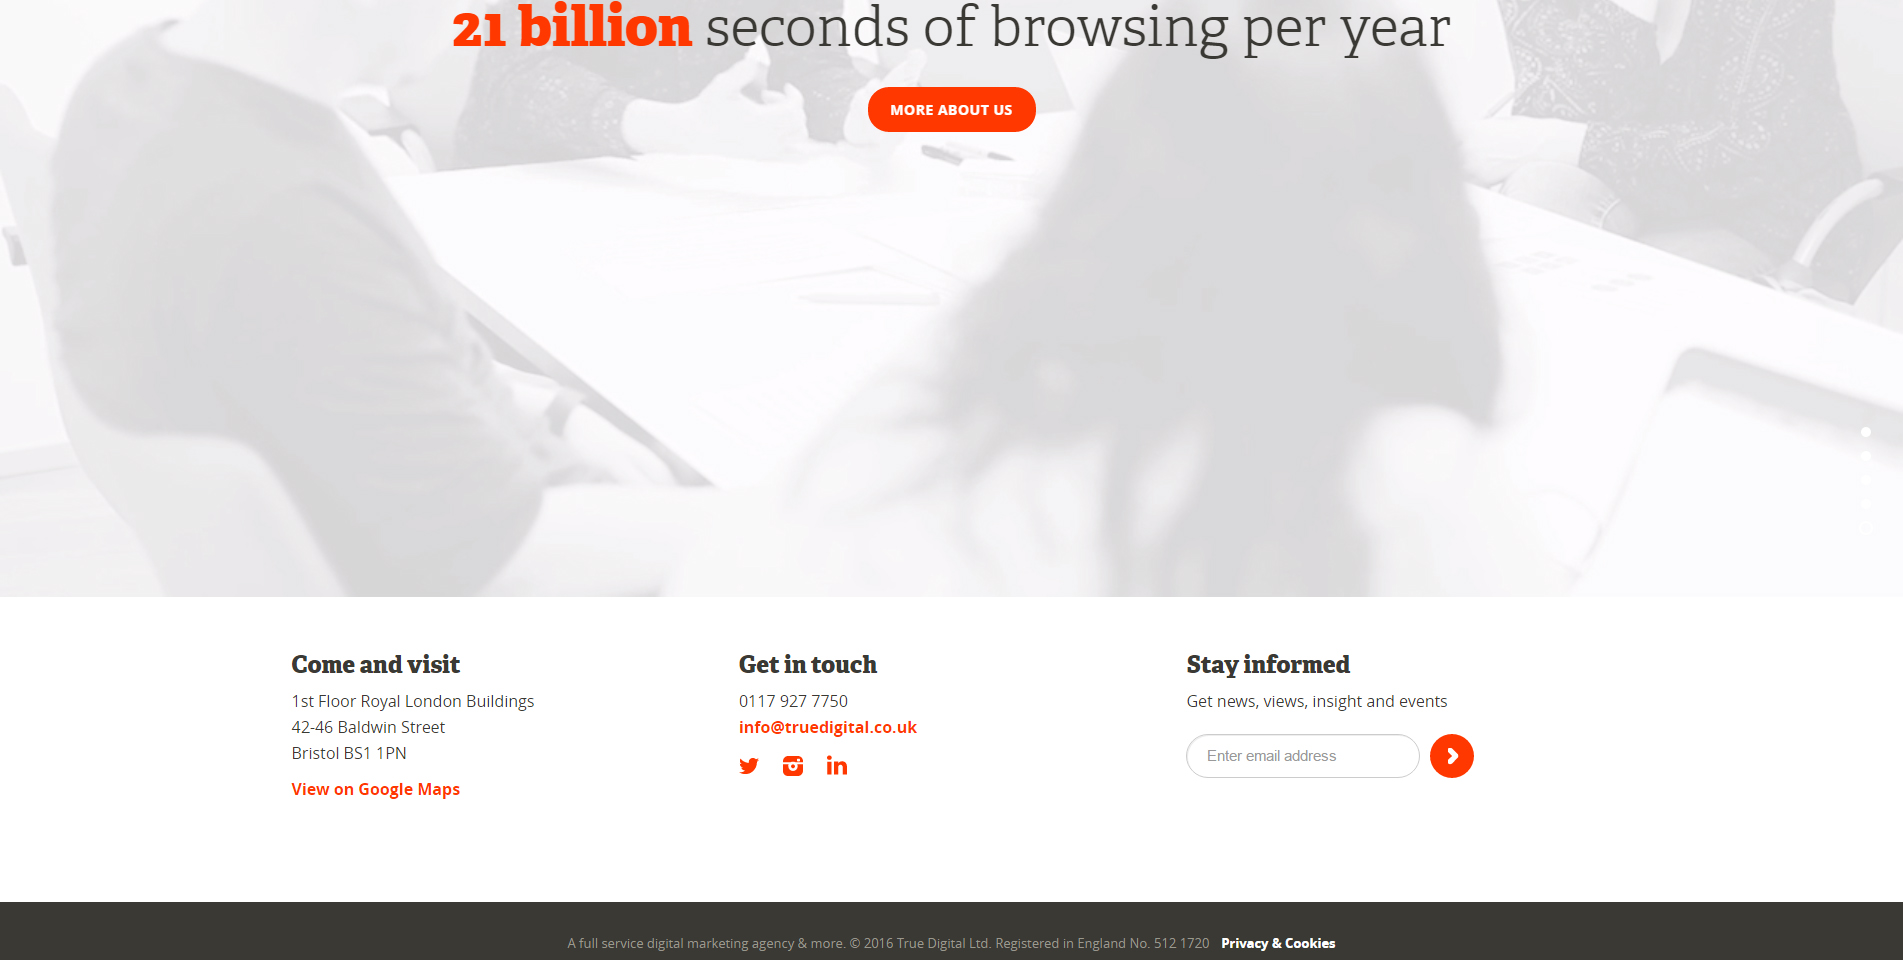 21 billion seconds of browsing per year
MORE ABOUT US
Come and visit
1st Floor Royal London Buildings
42-46 Baldwin Street
Bristol BS1 1PN
View on Google Maps
Get in touch
0117 927 7750
info@truedigital.co.uk
Stay informed
Get news, views, insight and events
Enter email address
A full service digital marketing agency & more. © 2016 True Digital Ltd. Registered in England No. 512 1720 Privacy & Cookies